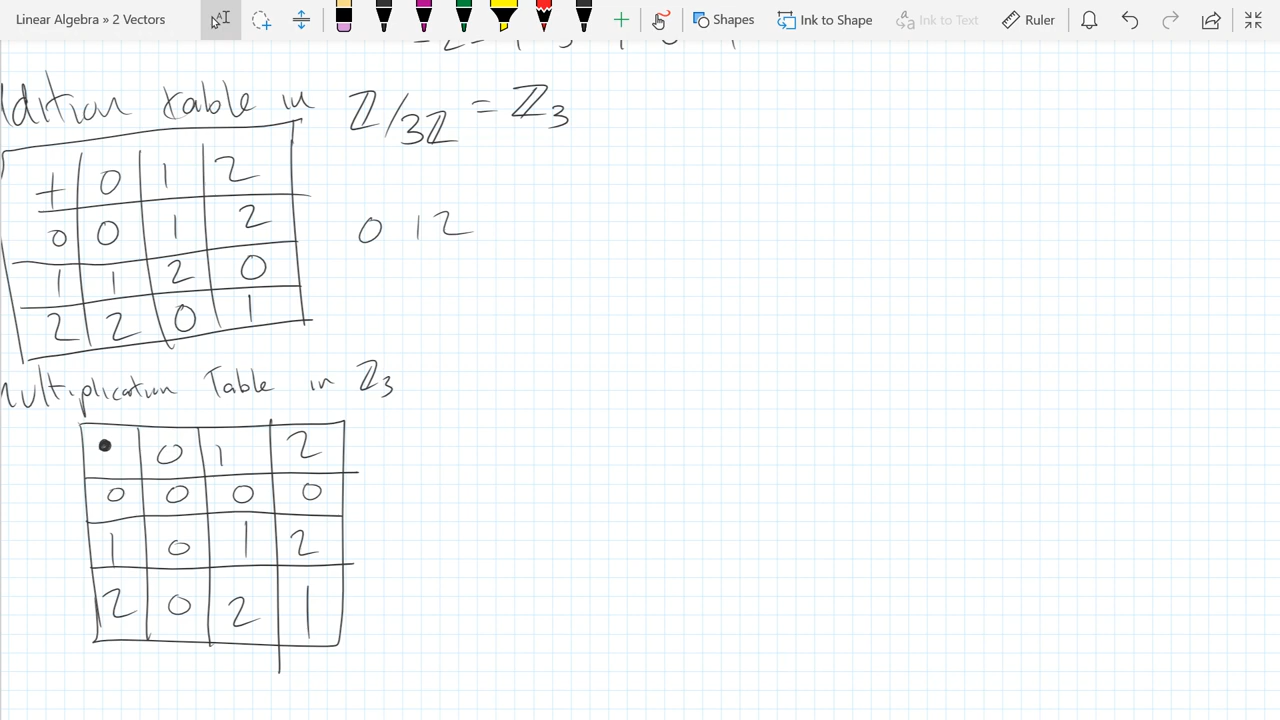 Linear Algebra » 2 Vectors
Shapes
Ink to Shape
Ink to Text
Ruler
ddition table in ℤ/3ℤ = ℤ₃
+ 0 1 2
0 0 1 2
1 1 2 0
2 2 0 1
0 1 2
Multiplication Table in ℤ₃
• 0 1 2
0 0 0 0
1 0 1 2
2 0 2 1